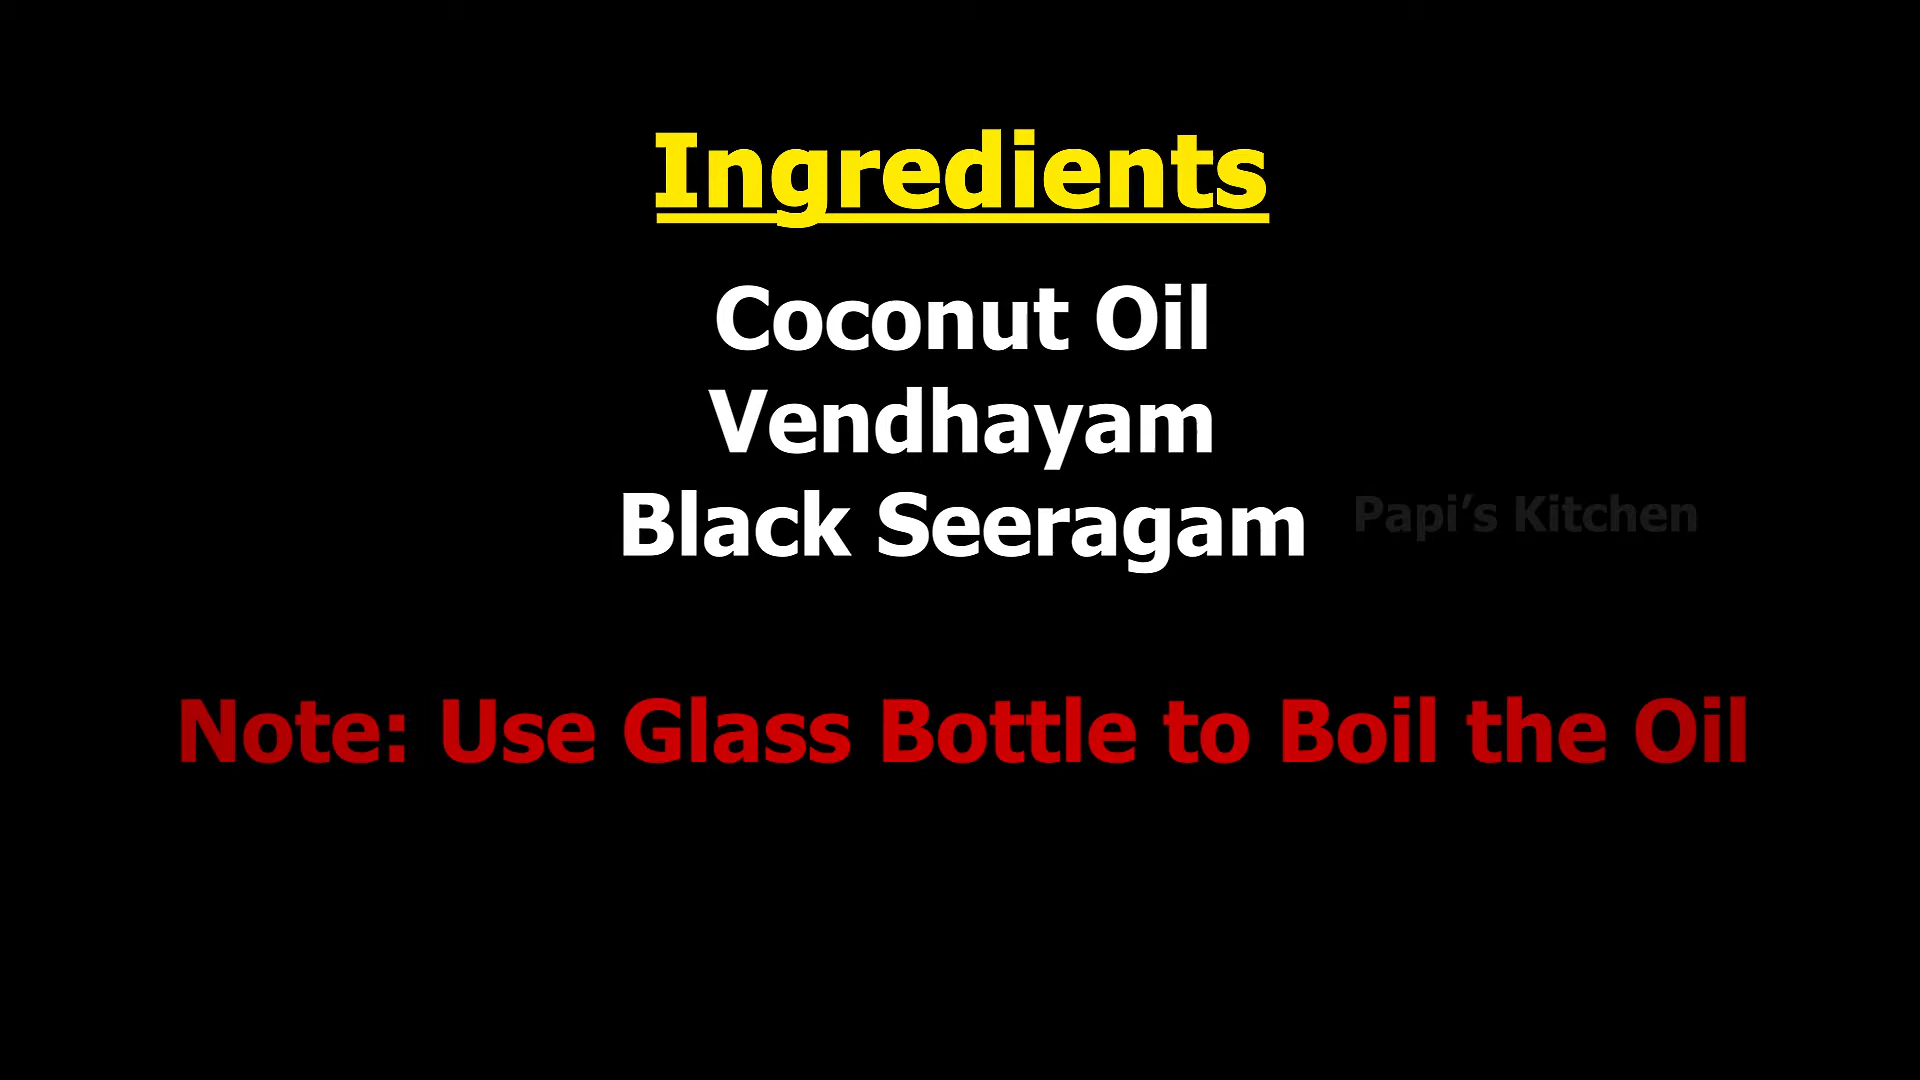 Ingredients
Coconut Oil
Vendhayam
Black Seeragam
Papi’s Kitchen
Note: Use Glass Bottle to Boil the Oil